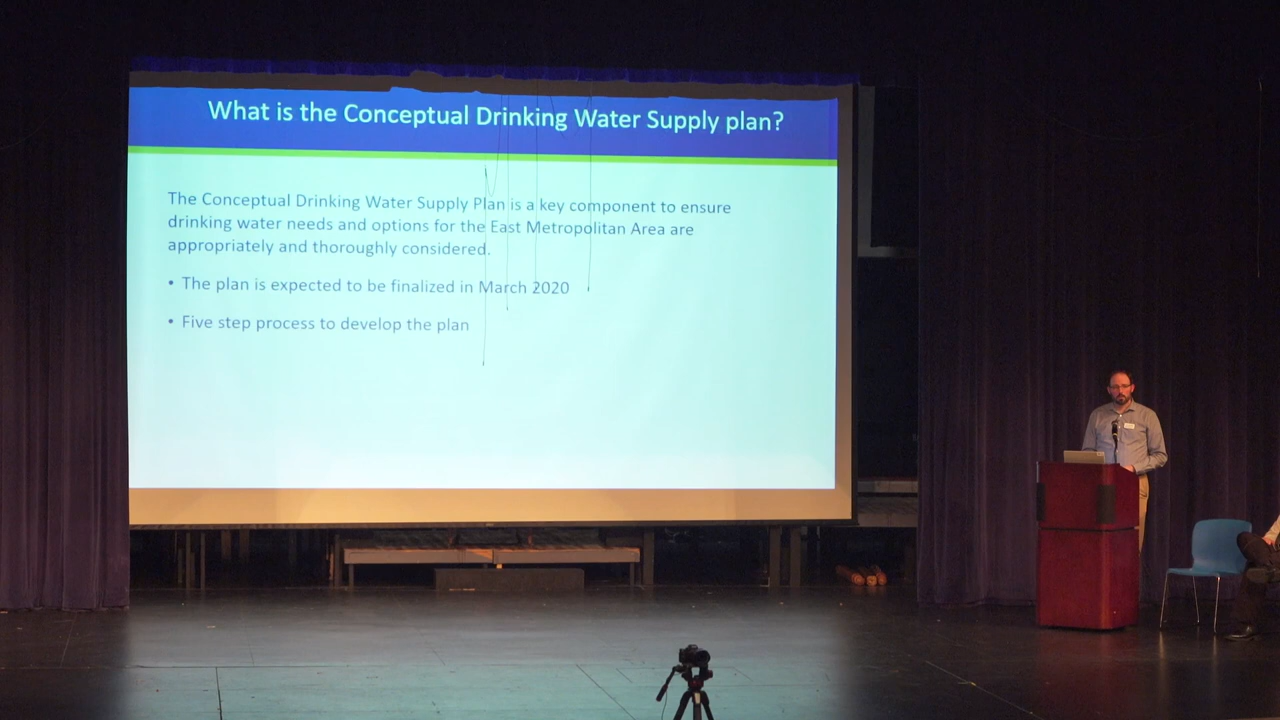 What is the Conceptual Drinking Water Supply plan?
The Conceptual Drinking Water Supply Plan is a key component to ensure
drinking water needs and options for the East Metropolitan Area are
appropriately and thoroughly considered.
• The plan is expected to be finalized in March 2020
• Five step process to develop the plan